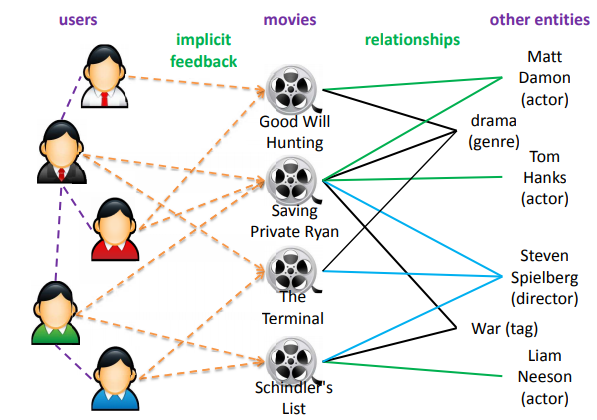 users
movies
other entities
implicit
feedback
relationships
Good Will
Hunting
Saving
Private Ryan
The
Terminal
Schindler's
List
Matt
Damon
(actor)
drama
(genre)
Tom
Hanks
(actor)
Steven
Spielberg
(director)
War (tag)
Liam
Neeson
(actor)